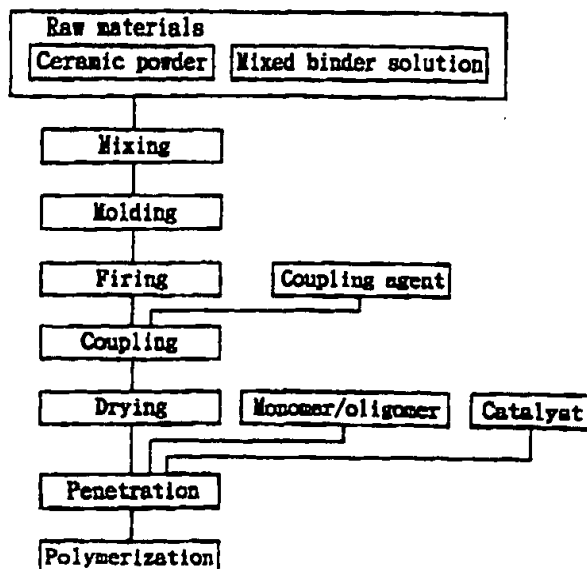 Raw materials
Ceramic powder Mixed binder solution
Mixing
Molding
Firing Coupling agent
Coupling
Drying Monomer/oligomer Catalyst
Penetration
Polymerization